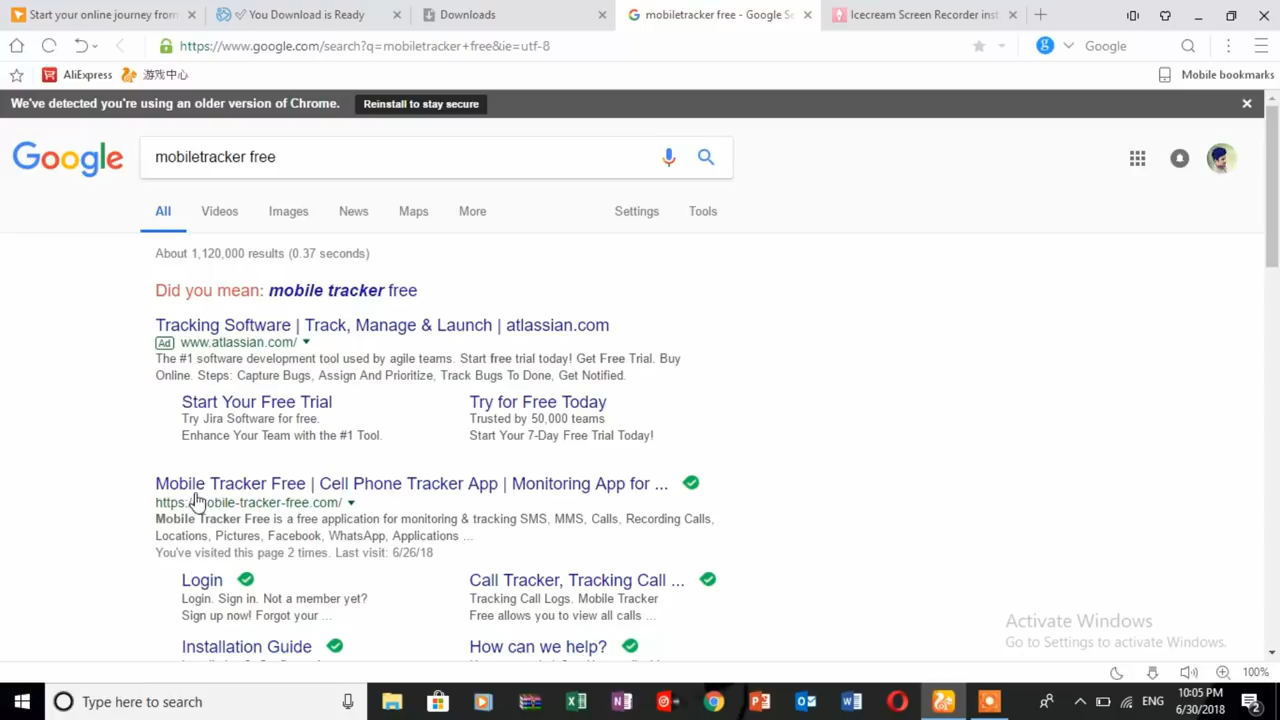 Start your online journey from
✓ You Download is Ready
Downloads
mobiletracker free - Google Se
Icecream Screen Recorder inst
https://www.google.com/search?q=mobiletracker+free&ie=utf-8
Google
AliExpress
游戏中心
Mobile bookmarks
We've detected you're using an older version of Chrome.
Reinstall to stay secure
Google
mobiletracker free
All
Videos
Images
News
Maps
More
Settings
Tools
About 1,120,000 results (0.37 seconds)
Did you mean: mobile tracker free
Tracking Software | Track, Manage & Launch | atlassian.com
Ad www.atlassian.com/
The #1 software development tool used by agile teams. Start free trial today! Get Free Trial. Buy
Online. Steps: Capture Bugs, Assign And Prioritize, Track Bugs To Done, Get Notified.
Start Your Free Trial
Try Jira Software for free.
Enhance Your Team with the #1 Tool.
Try for Free Today
Trusted by 50,000 teams
Start Your 7-Day Free Trial Today!
Mobile Tracker Free | Cell Phone Tracker App | Monitoring App for ...
https://mobile-tracker-free.com/
Mobile Tracker Free is a free application for monitoring & tracking SMS, MMS, Calls, Recording Calls,
Locations, Pictures, Facebook, WhatsApp, Applications ...
You've visited this page 2 times. Last visit: 6/26/18
Login
Login. Sign in. Not a member yet?
Sign up now! Forgot your ...
Call Tracker, Tracking Call ...
Tracking Call Logs. Mobile Tracker
Free allows you to view all calls ...
Installation Guide
How can we help?
Activate Windows
Go to Settings to activate Windows.
100%
Type here to search
ENG
10:05 PM
6/30/2018
2